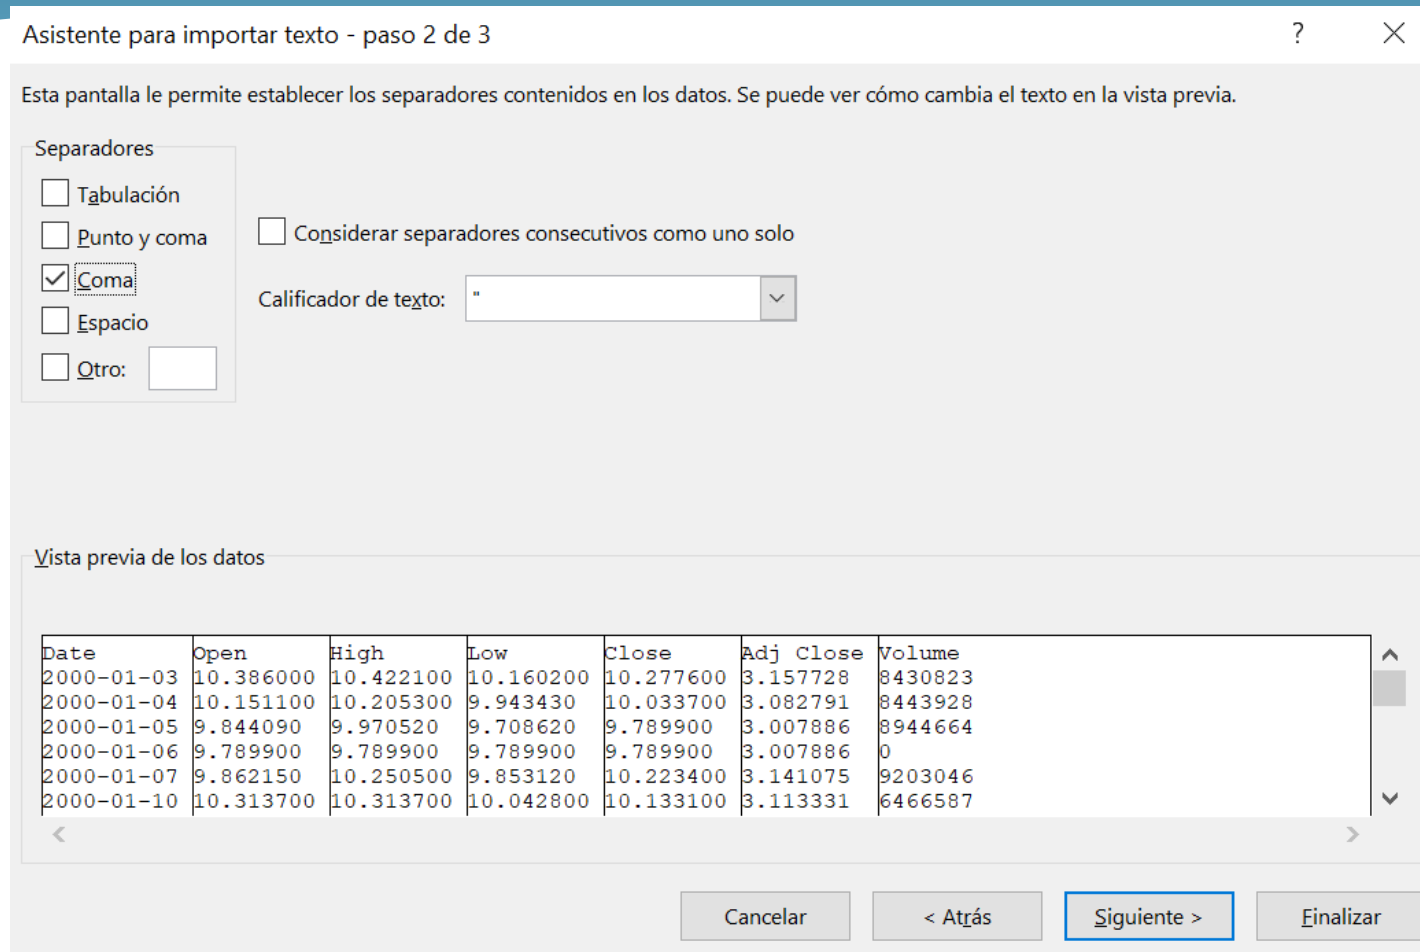 Asistente para importar texto - paso 2 de 3 ?
Esta pantalla le permite establecer los separadores contenidos en los datos. Se puede ver cómo cambia el texto en la vista previa.
Separadores
Tabulación
Punto y coma
Coma
Espacio
Otro:
Considerar separadores consecutivos como uno solo
Calificador de texto: "
Vista previa de los datos
Date Open High Low Close Adj Close Volume
2000-01-03 10.386000 10.422100 10.160200 10.277600 3.157728 8430823
2000-01-04 10.151100 10.205300 9.943430 10.033700 3.082791 8443928
2000-01-05 9.844090 9.970520 9.708620 9.789900 3.007886 8944664
2000-01-06 9.789900 9.789900 9.789900 9.789900 3.007886 0
2000-01-07 9.862150 10.250500 9.853120 10.223400 3.141075 9203046
2000-01-10 10.313700 10.313700 10.042800 10.133100 3.113331 6466587
Cancelar < Atrás Siguiente > Finalizar